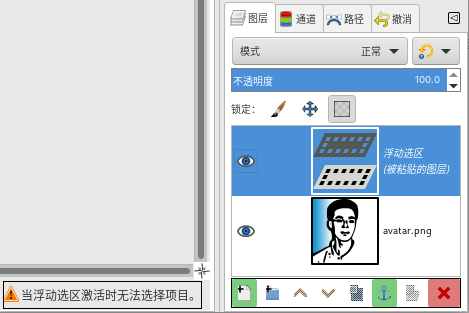 图层 通道 路径 撤消
模式 正常
不透明度 100.0
锁定:
浮动选区
(被粘贴的图层)
avatar.png
当浮动选区激活时无法选择项目。